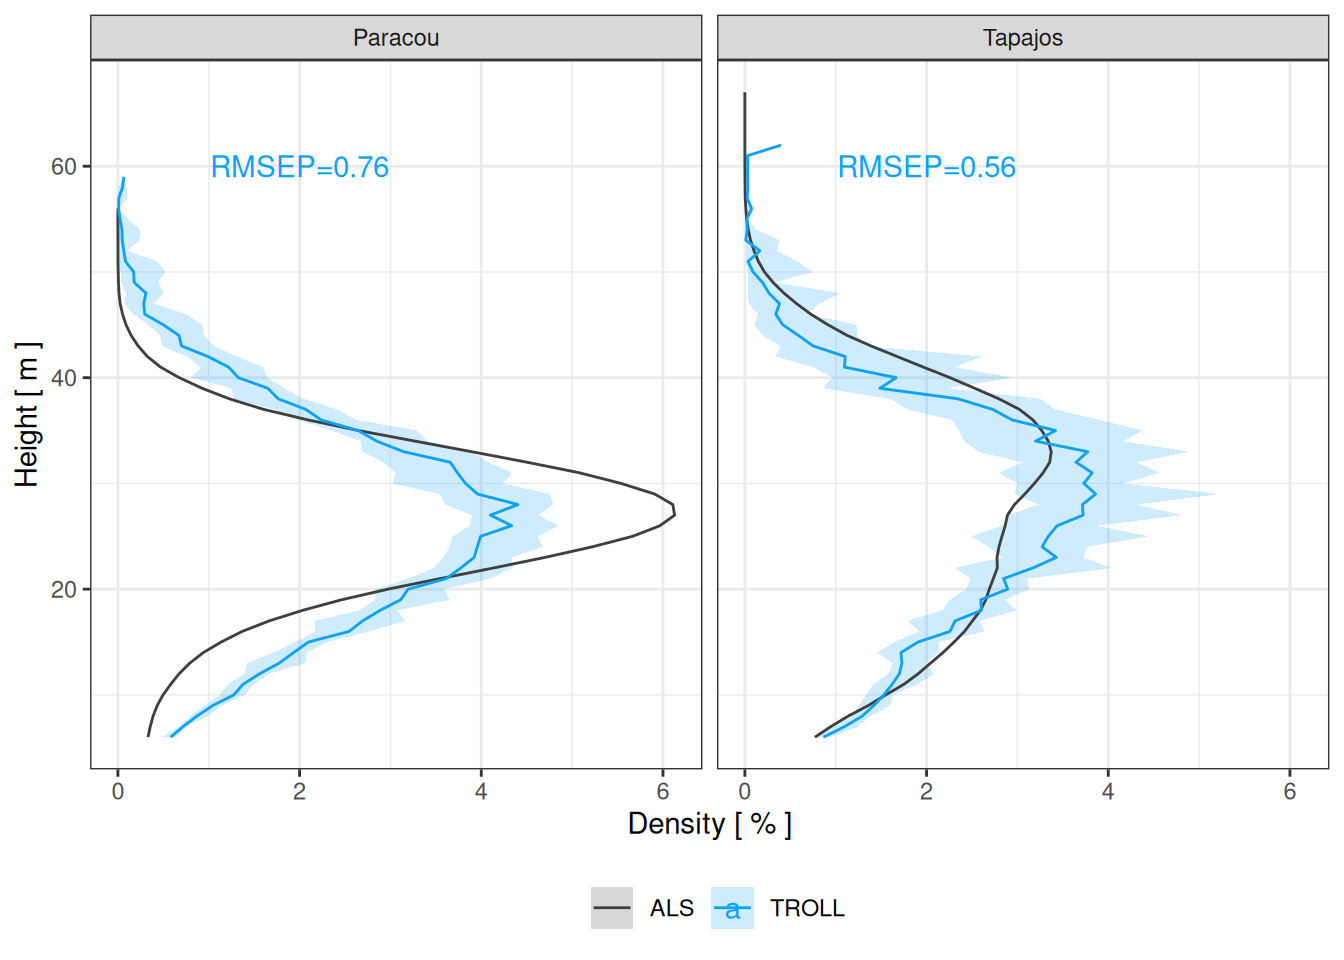 Paracou
Tapajos
RMSEP=0.76
RMSEP=0.56
Height [ m ]
60
40
20
0 2 4 6
0 2 4 6
Density [ % ]
ALS
a TROLL